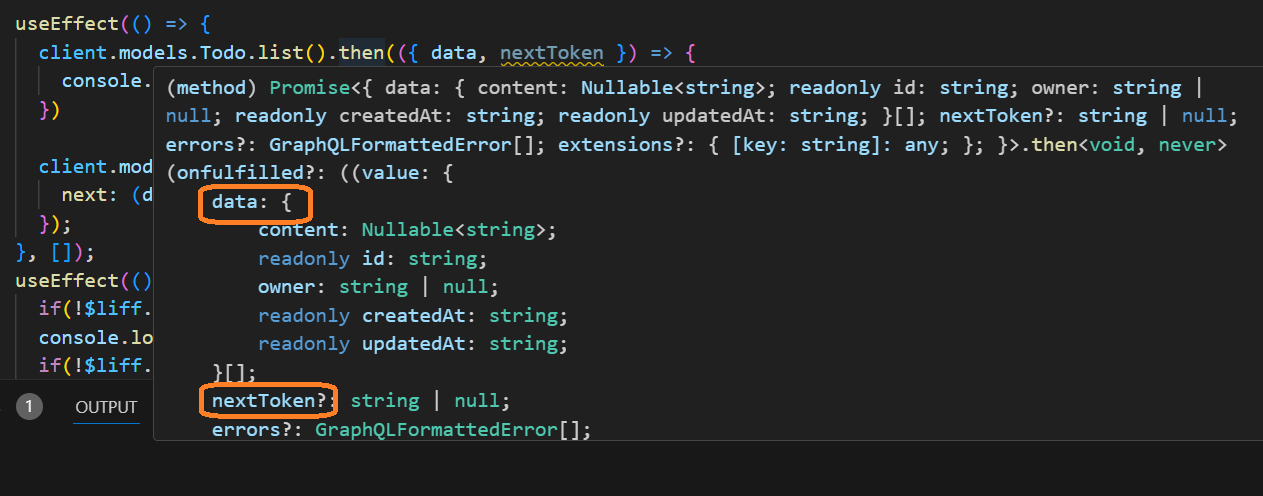 useEffect(() => {
client.models.Todo.list().then(({ data, nextToken }) => {
console.
(method) Promise<{ data: { content: Nullable<string>; readonly id: string; owner: string |
})
null; readonly createdAt: string; readonly updatedAt: string; }[]; nextToken?: string | null;
errors?: GraphQLFormattedError[]; extensions?: { [key: string]: any; }; }>.then<void, never>
client.mod
(onfulfilled?: ((value: {
next: (d
data: {
});
content: Nullable<string>;
}, []);
readonly id: string;
useEffect(()
owner: string | null;
if(!$liff.
readonly createdAt: string;
console.lo
readonly updatedAt: string;
if(!$liff.
}[];
nextToken?: string | null;
1 OUTPUT
errors?: GraphQLFormattedError[];